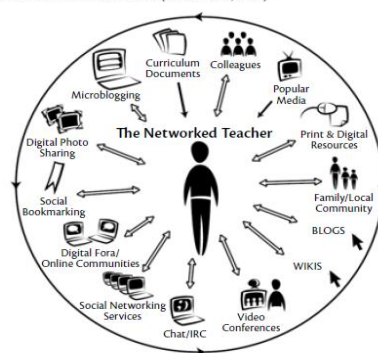 Curriculum
Documents
Colleagues
Microblogging
Popular
Media
The Networked Teacher
Digital Photo
Sharing
Print & Digital
Resources
Social
Bookmarking
Family/Local
Community
BLOGS
Digital Fora/
Online Communities
WIKIS
Social Networking
Services
Video
Conferences
Chat/IRC